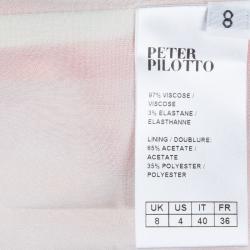 8
PETER
PILOTTO
97% VISCOSE /
VISCOSE
3% ELASTANE /
ELASTHANNE
LINING / DOUBLURE:
65% ACETATE /
ACETATE
35% POLYESTER /
POLYESTER
UK US IT FR
8 4 40 36